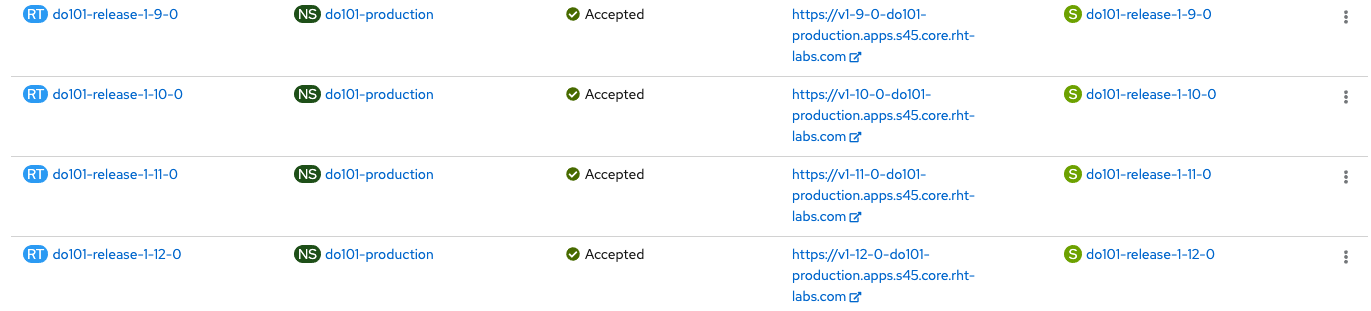 RT do101-release-1-9-0 NS do101-production Accepted https://v1-9-0-do101- S do101-release-1-9-0
production.apps.s45.core.rht-
labs.com
RT do101-release-1-10-0 NS do101-production Accepted https://v1-10-0-do101- S do101-release-1-10-0
production.apps.s45.core.rht-
labs.com
RT do101-release-1-11-0 NS do101-production Accepted https://v1-11-0-do101- S do101-release-1-11-0
production.apps.s45.core.rht-
labs.com
RT do101-release-1-12-0 NS do101-production Accepted https://v1-12-0-do101- S do101-release-1-12-0
production.apps.s45.core.rht-
labs.com